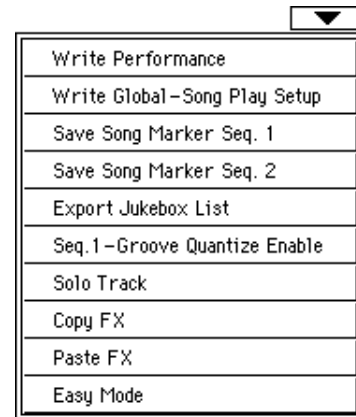 Write Performance
Write Global-Song Play Setup
Save Song Marker Seq. 1
Save Song Marker Seq. 2
Export Jukebox List
Seq.1-Groove Quantize Enable
Solo Track
Copy FX
Paste FX
Easy Mode